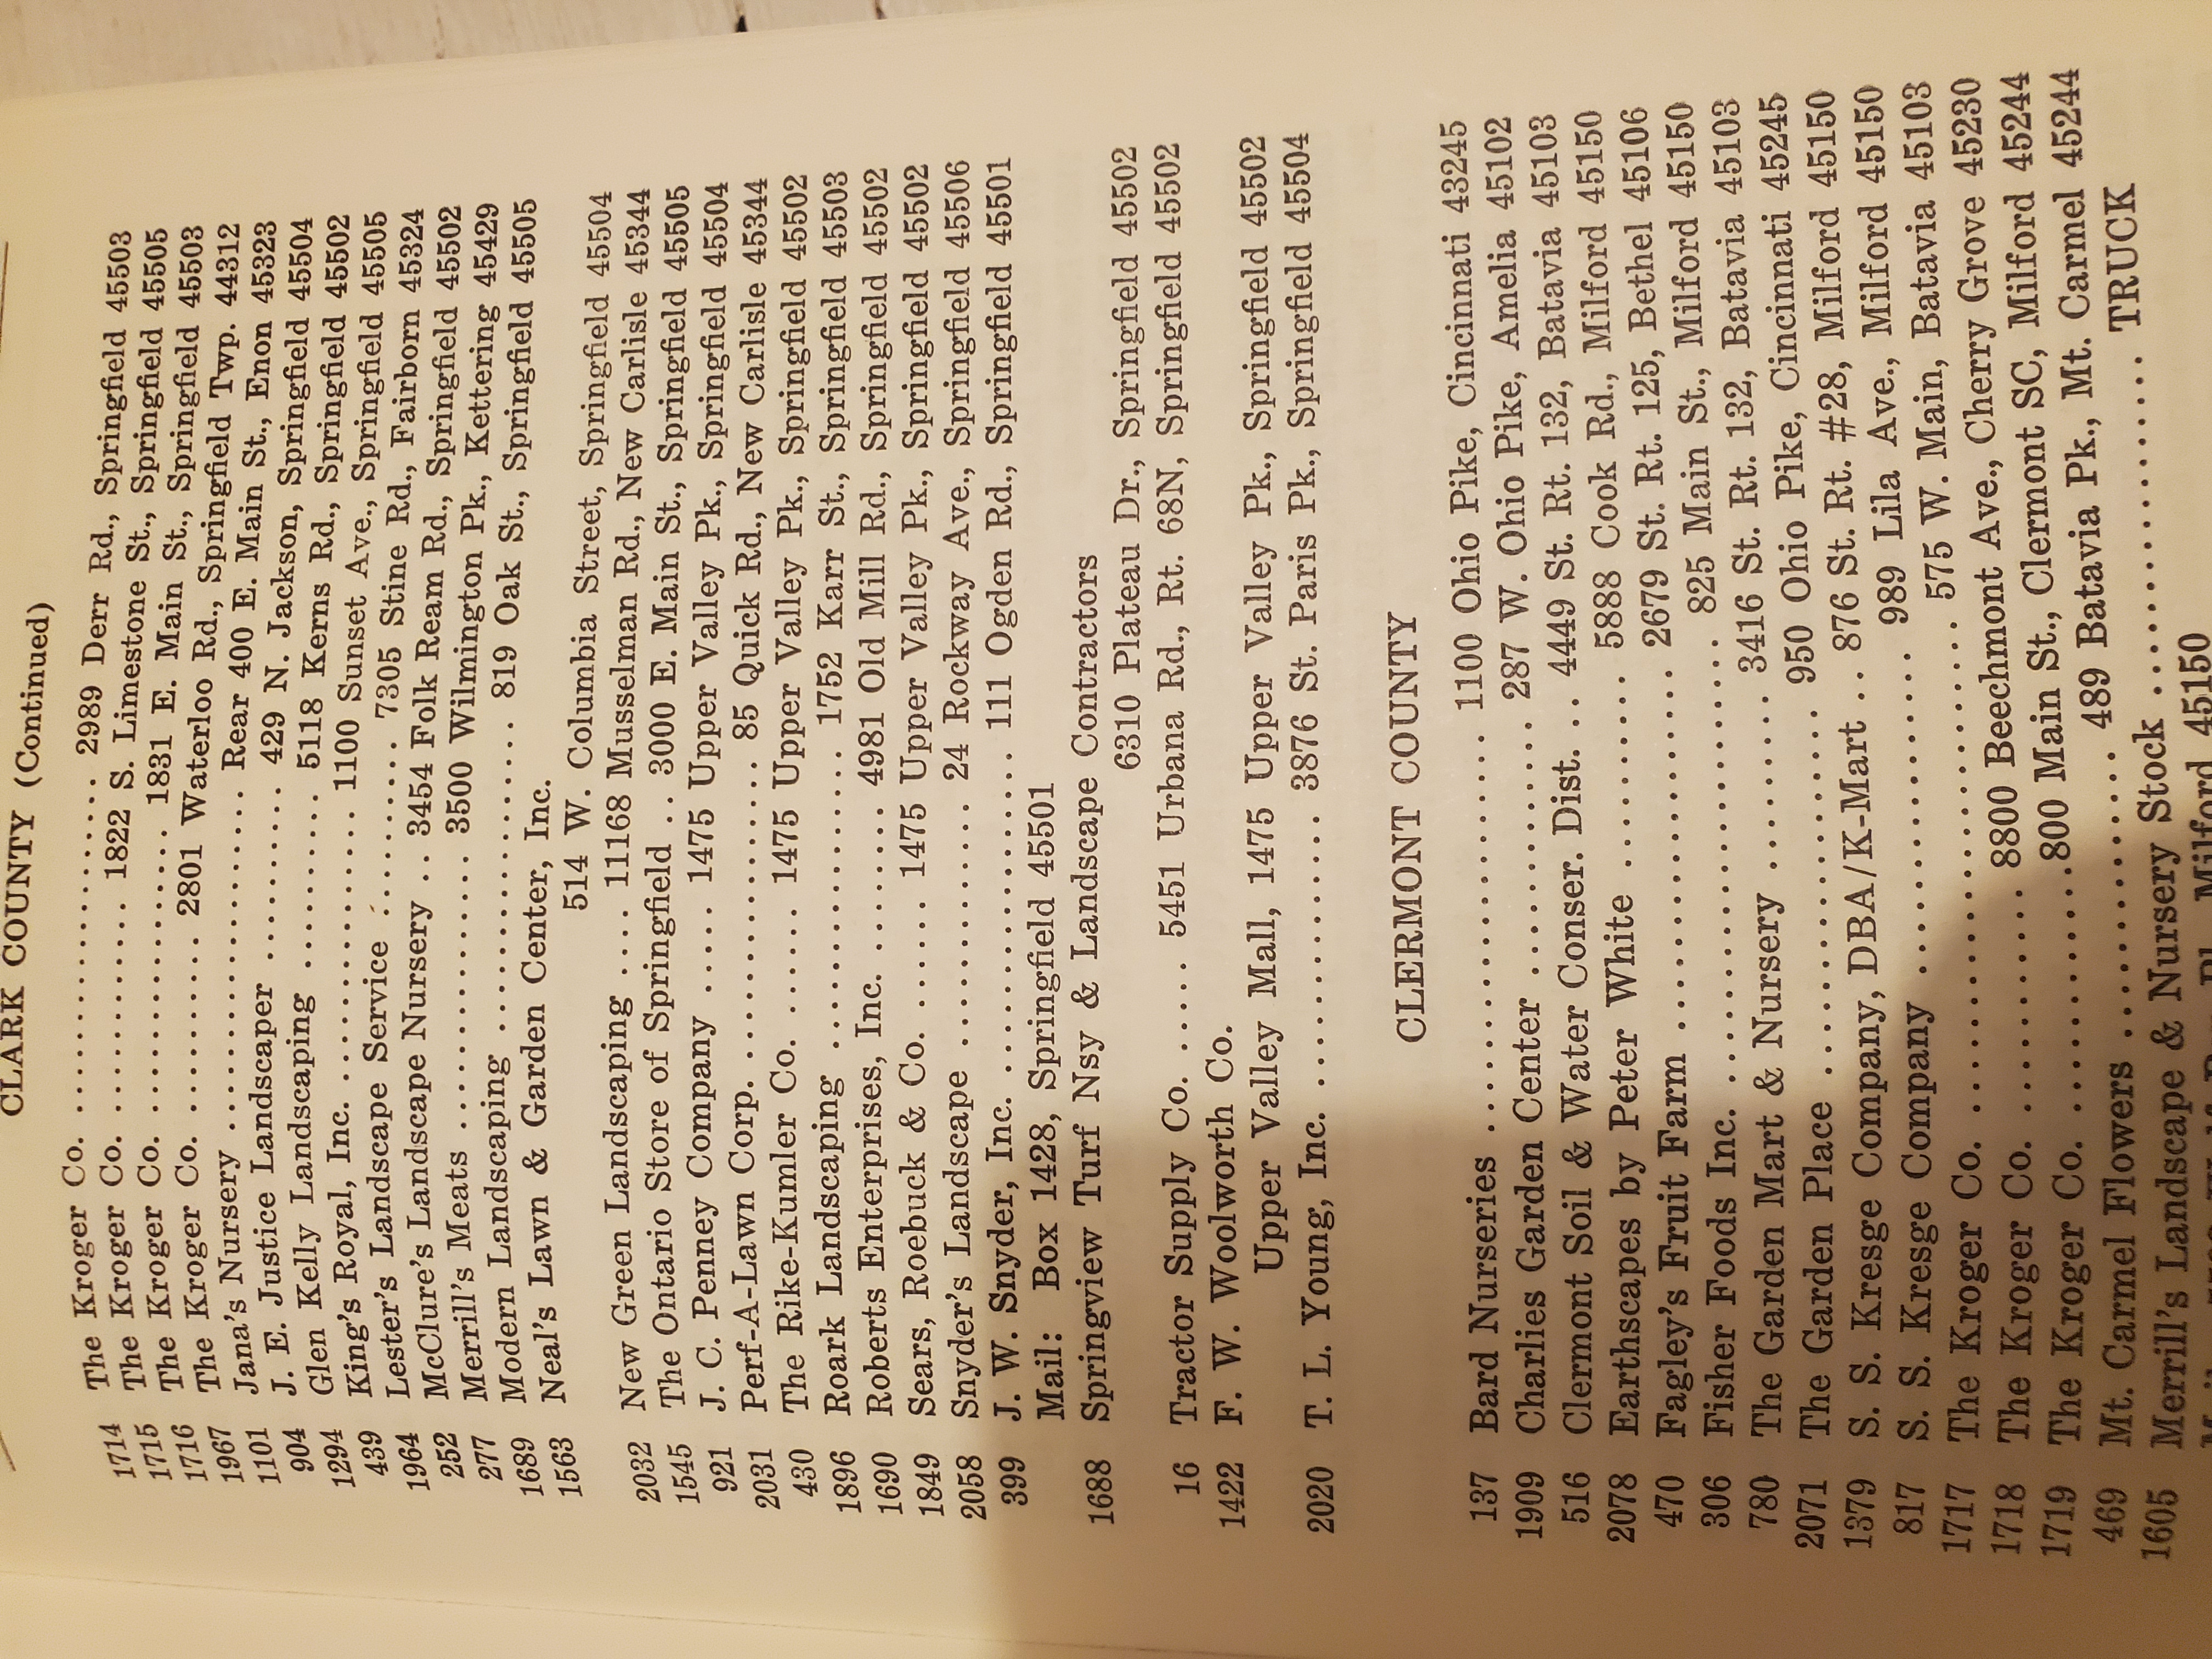 CLARK COUNTY (Continued)
1714 The Kroger Co. .................... 2989 Derr Rd., Springfield 45503
1715 The Kroger Co. ............. 1822 S. Limestone St., Springfield 45505
1716 The Kroger Co. ................. 1831 E. Main St., Springfield 45503
1967 The Kroger Co. .......... 2801 Waterloo Rd., Springfield Twp. 44312
1101 Jana's Nursery .................... Rear 400 E. Main St., Enon 45323
904 J. E. Justice Landscaper .......... 429 N. Jackson, Springfield 45504
1294 Glen Kelly Landscaping .......... 5118 Kerns Rd., Springfield 45502
439 King's Royal, Inc. ................ 1100 Sunset Ave., Springfield 45505
1964 Lester's Landscape Service ............ 7305 Stine Rd., Fairborn 45324
252 McClure's Landscape Nursery .. 3454 Folk Ream Rd., Springfield 45502
277 Merrill's Meats ................ 3500 Wilmington Pk., Kettering 45429
1689 Modern Landscaping ................. 819 Oak St., Springfield 45505
1563 Neal's Lawn & Garden Center, Inc.
514 W. Columbia Street, Springfield 45504
2032 New Green Landscaping .... 11168 Musselman Rd., New Carlisle 45344
1545 The Ontario Store of Springfield .. 3000 E. Main St., Springfield 45505
921 J. C. Penney Company .... 1475 Upper Valley Pk., Springfield 45504
2031 Perf-A-Lawn Corp. ................ 85 Quick Rd., New Carlisle 45344
430 The Rike-Kumler Co. ...... 1475 Upper Valley Pk., Springfield 45502
1896 Roark Landscaping ................ 1752 Karr St., Springfield 45503
1690 Roberts Enterprises, Inc. ........ 4981 Old Mill Rd., Springfield 45502
1849 Sears, Roebuck & Co. ...... 1475 Upper Valley Pk., Springfield 45502
2058 Snyder's Landscape ............. 24 Rockway Ave., Springfield 45506
399 J. W. Snyder, Inc. .................. 111 Ogden Rd., Springfield 45501
Mail: Box 1428, Springfield 45501
1688 Springview Turf Nsy & Landscape Contractors
6310 Plateau Dr., Springfield 45502
16 Tractor Supply Co. ...... 5451 Urbana Rd., Rt. 68N, Springfield 45502
1422 F. W. Woolworth Co.
Upper Valley Mall, 1475 Upper Valley Pk., Springfield 45502
2020 T. L. Young, Inc. ................ 3876 St. Paris Pk., Springfield 45504
CLERMONT COUNTY
137 Bard Nurseries ...................... 1100 Ohio Pike, Cincinnati 43245
1909 Charlies Garden Center ............. 287 W. Ohio Pike, Amelia 45102
516 Clermont Soil & Water Conser. Dist. .. 4449 St. Rt. 132, Batavia 45103
2078 Earthscapes by Peter White .......... 5888 Cook Rd., Milford 45150
470 Fagley's Fruit Farm ................. 2679 St. Rt. 125, Bethel 45106
306 Fisher Foods Inc. ..................... 825 Main St., Milford 45150
780 The Garden Mart & Nursery ......... 3416 St. Rt. 132, Batavia 45103
2071 The Garden Place .................. 950 Ohio Pike, Cincinnati 45245
1379 S. S. Kresge Company, DBA/K-Mart .. 876 St. Rt. #28, Milford 45150
817 S. S. Kresge Company ................ 989 Lila Ave., Milford 45150
1717 The Kroger Co. ....................... 575 W. Main, Batavia 45103
1718 The Kroger Co. ............ 8800 Beechmont Ave., Cherry Grove 45230
1719 The Kroger Co. ............ 800 Main St., Clermont SC, Milford 45244
469 Mt. Carmel Flowers .............. 489 Batavia Pk., Mt. Carmel 45244
1605 Merrill's Landscape & Nursery Stock .................... TRUCK
Milford 45150